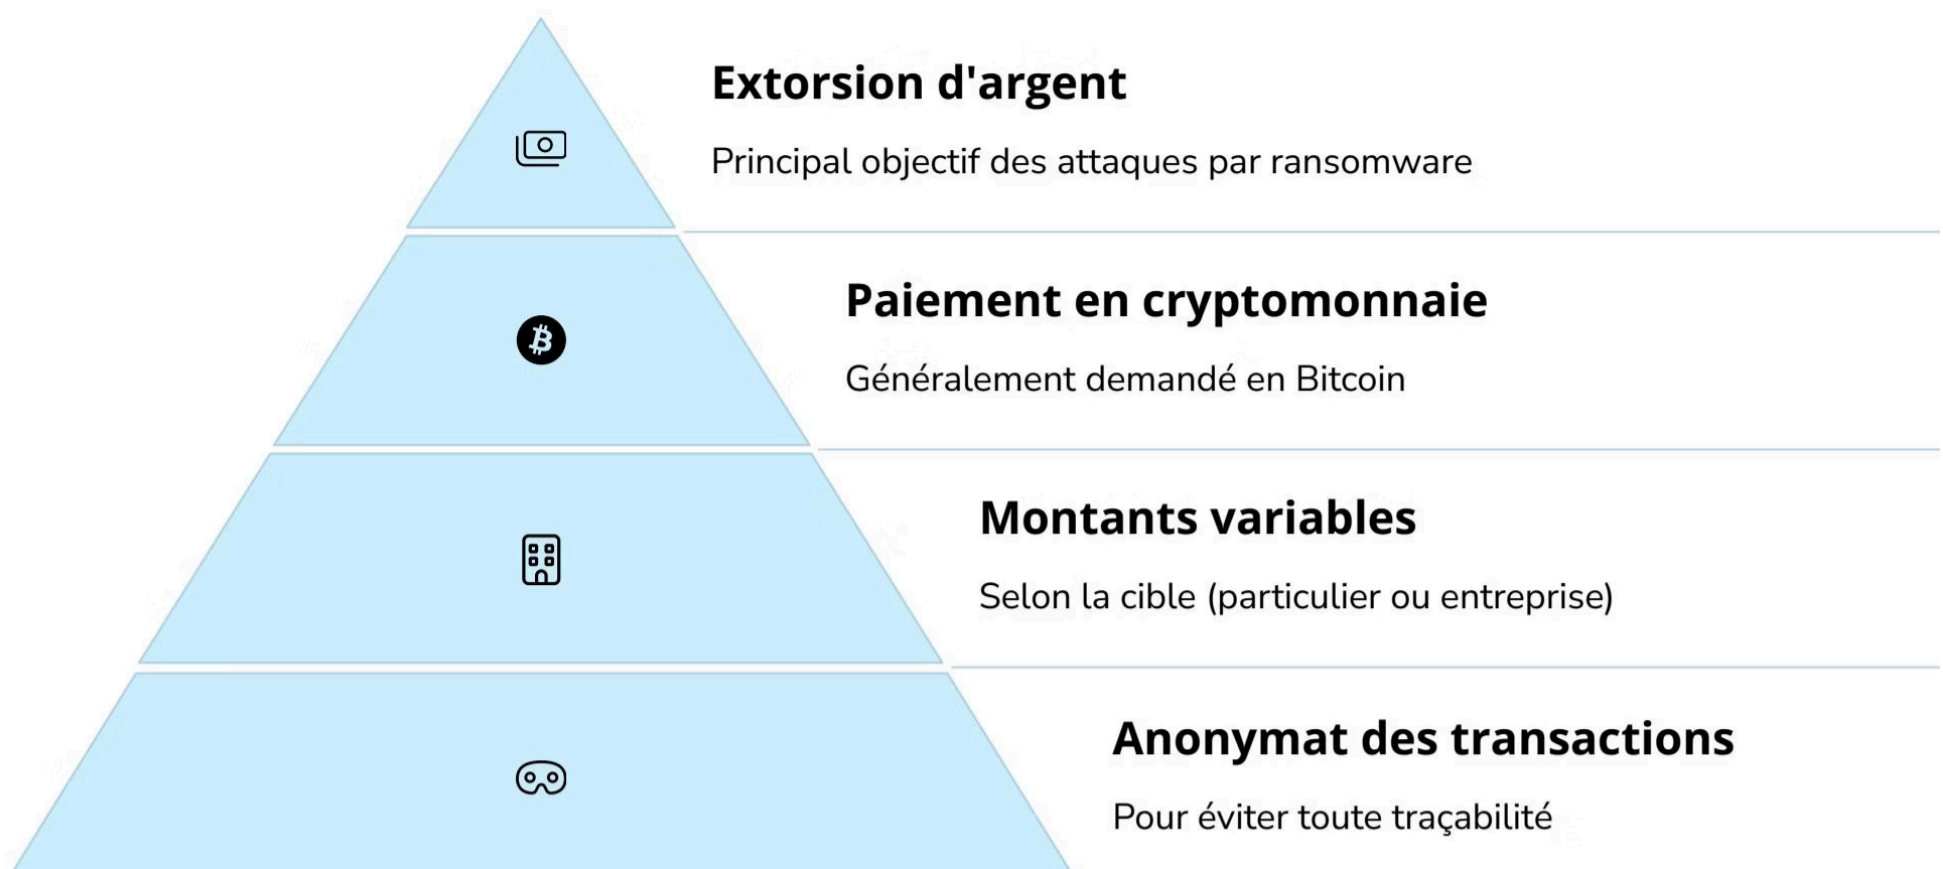 Extorsion d'argent
Principal objectif des attaques par ransomware
Paiement en cryptomonnaie
Généralement demandé en Bitcoin
Montants variables
Selon la cible (particulier ou entreprise)
Anonymat des transactions
Pour éviter toute traçabilité